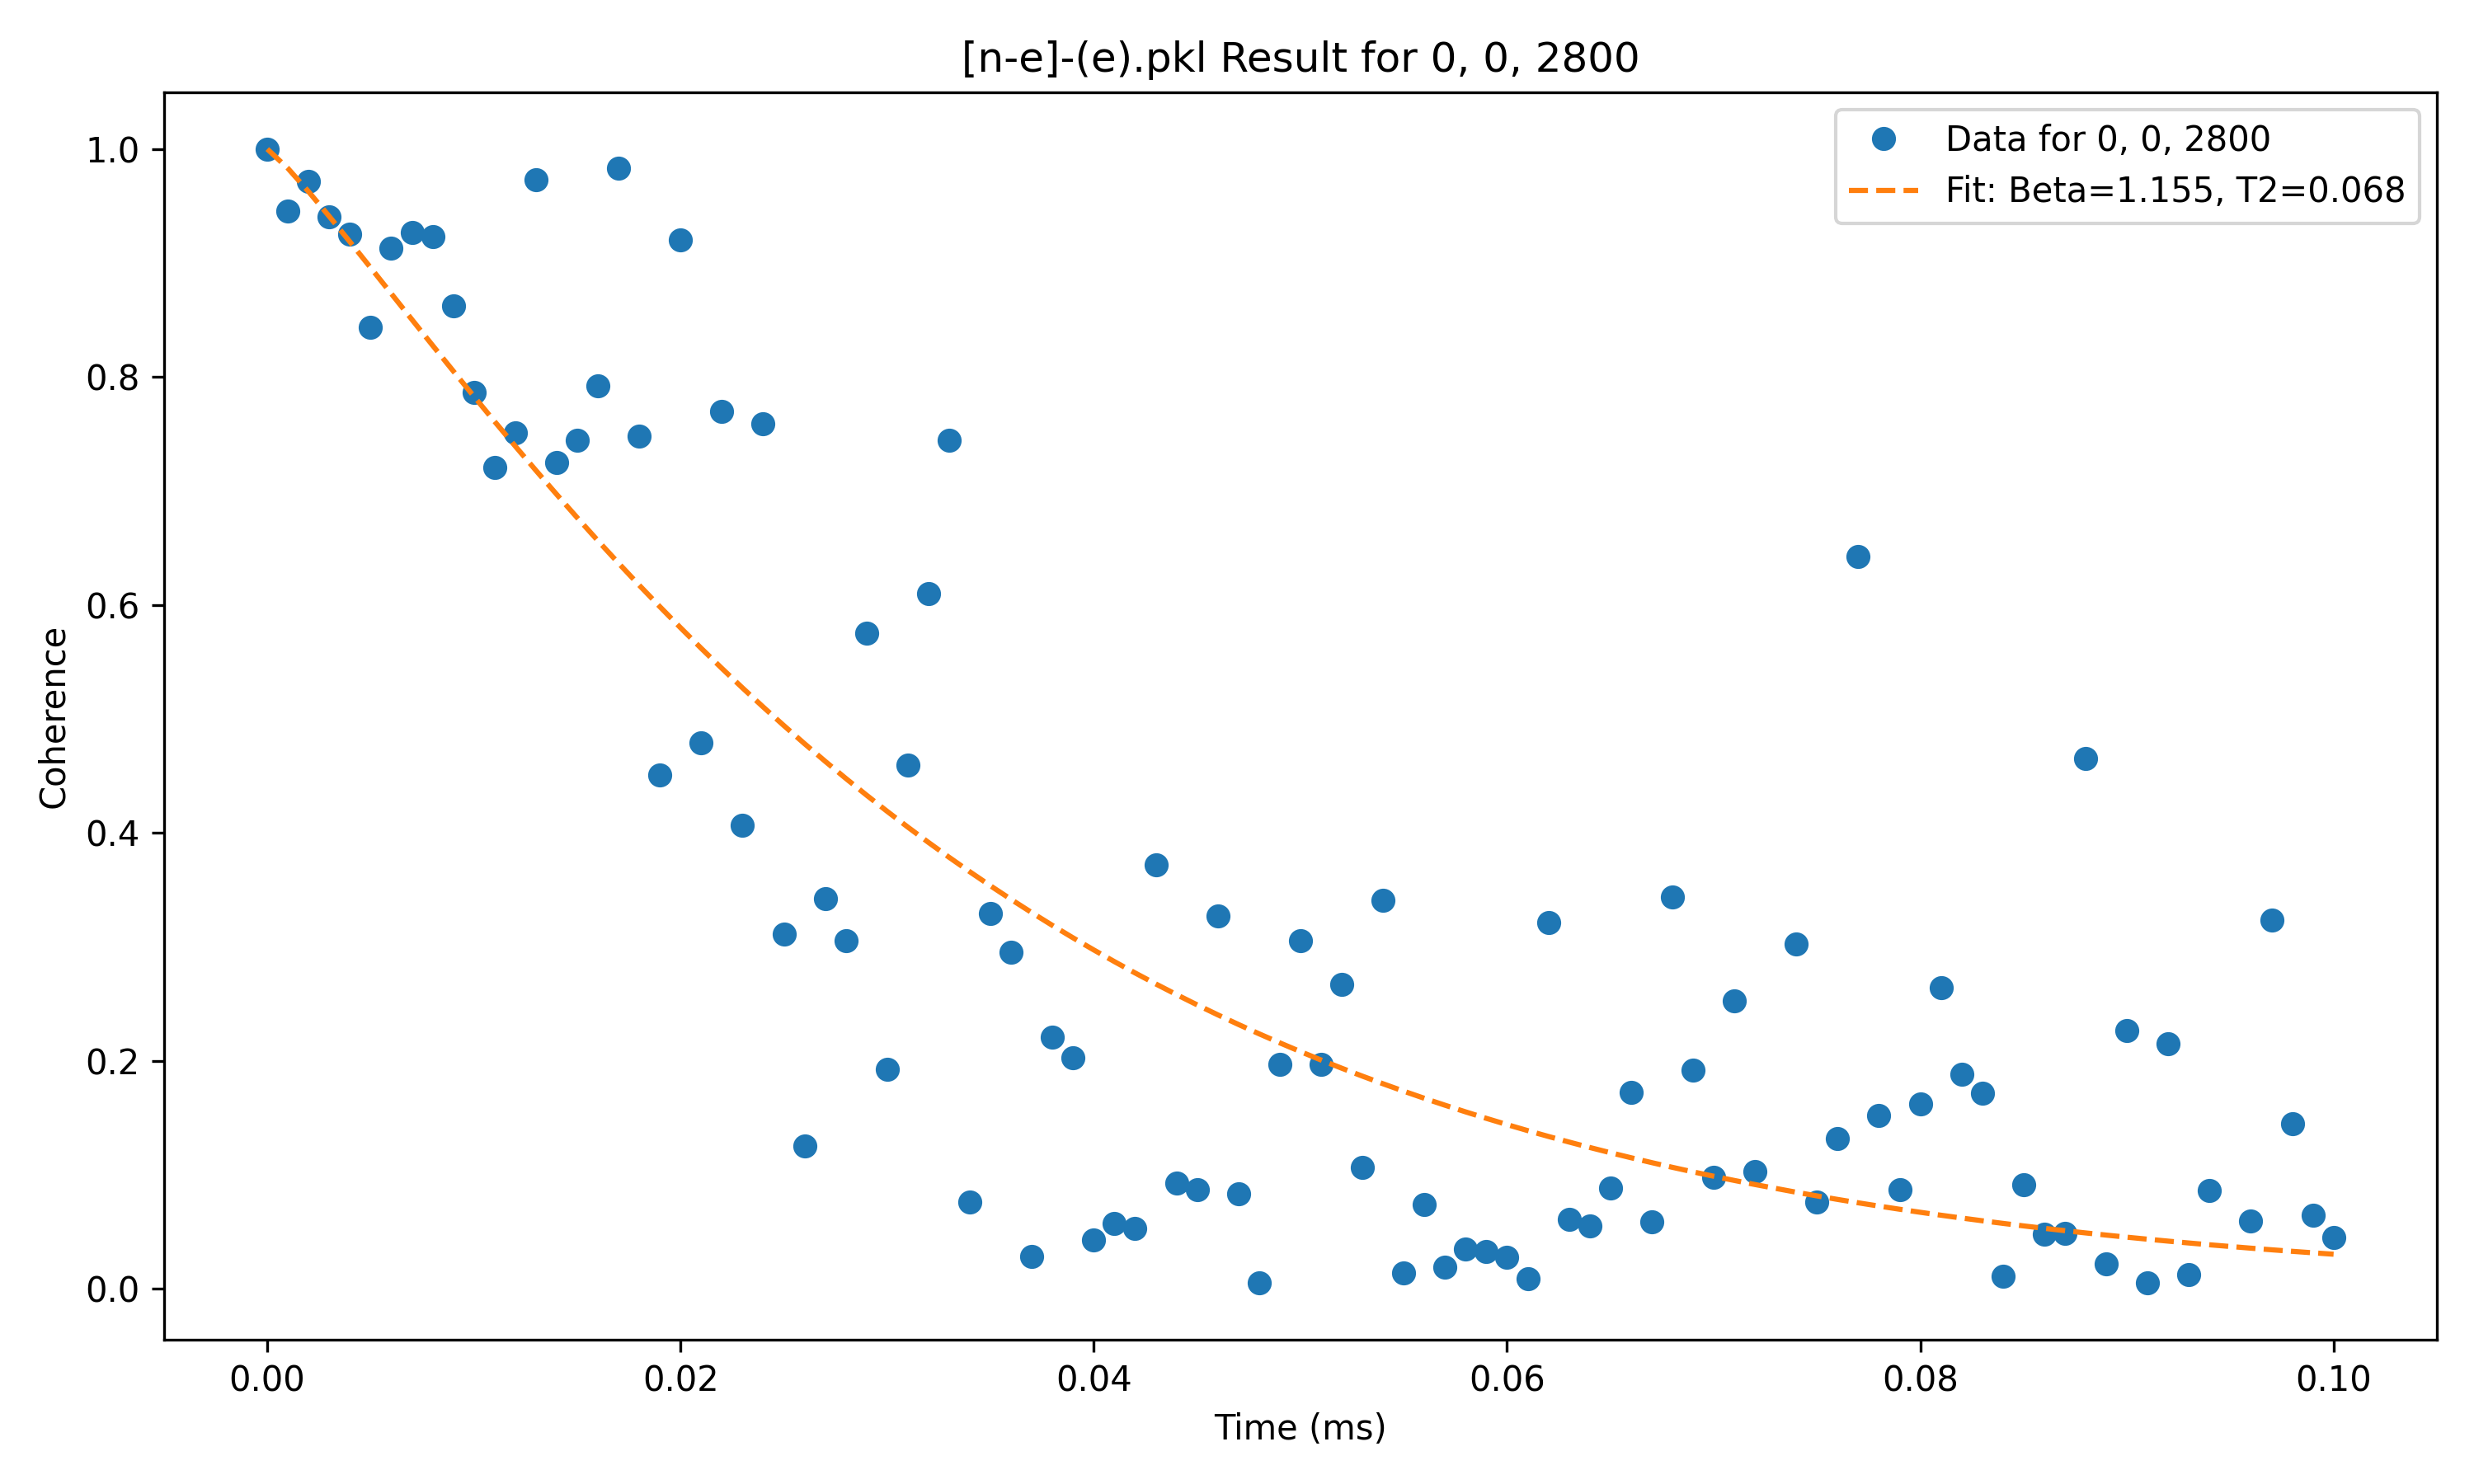 [n-e]-(e).pkl Result for 0, 0, 2800
Data for 0, 0, 2800
Fit: Beta=1.155, T2=0.068
1.0
0.8
0.6
0.4
0.2
0.0
Coherence
0.00
0.02
0.04
0.06
0.08
0.10
Time (ms)